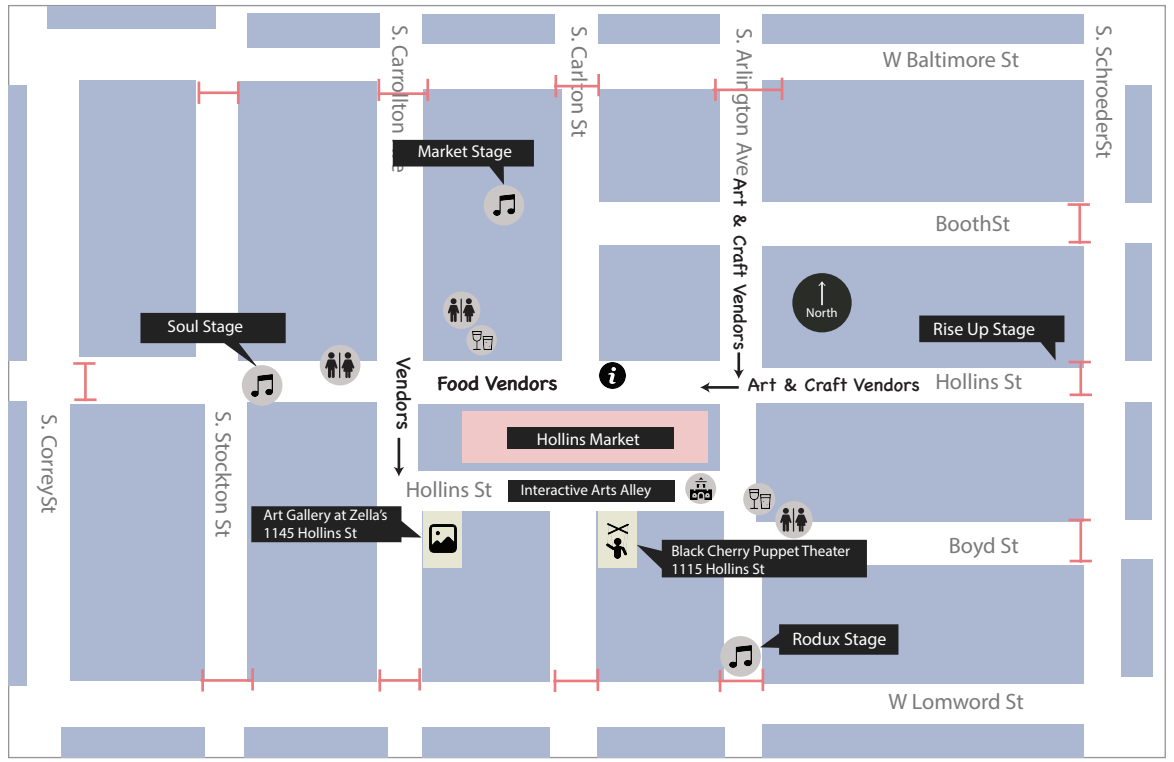 S. Carrollton
S. Carlton St
S. Arlington Ave
S. SchroederSt
W Baltimore St
Market Stage
Art & Craft Vendors
BoothSt
North
Soul Stage
Rise Up Stage
Vendors
Food Vendors
i
Art & Craft Vendors
Hollins St
S. CorreySt
S. Stockton St
Hollins Market
Hollins St
Interactive Arts Alley
Art Gallery at Zella's
1145 Hollins St
Black Cherry Puppet Theater
1115 Hollins St
Boyd St
Rodux Stage
W Lomword St